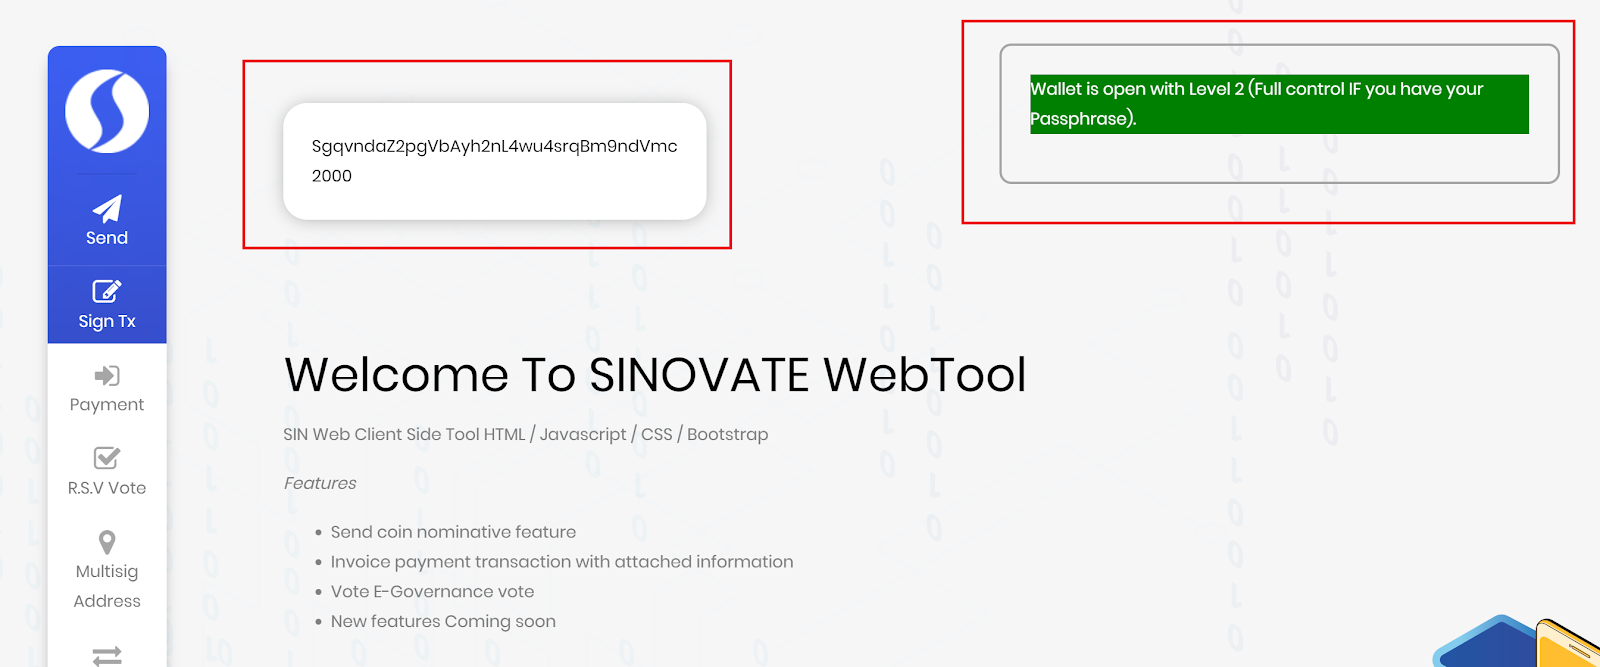 SgqvndaZ2pgVbAyh2nL4wu4srqBm9ndVmc
2000
Wallet is open with Level 2 (Full control IF you have your
Passphrase).
Send
Sign Tx
Payment
R.S.V Vote
Multisig
Address
Welcome To SINOVATE WebTool
SIN Web Client Side Tool HTML / Javascript / CSS / Bootstrap
Features
Send coin nominative feature
Invoice payment transaction with attached information
Vote E-Governance vote
New features Coming soon